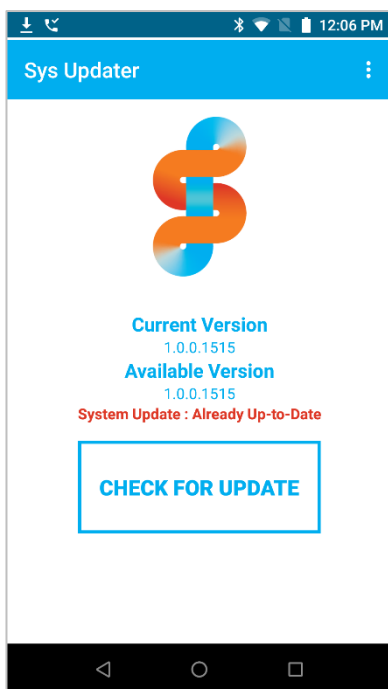 12:06 PM
Sys Updater
Current Version
1.0.0.1515
Available Version
1.0.0.1515
System Update : Already Up-to-Date
CHECK FOR UPDATE